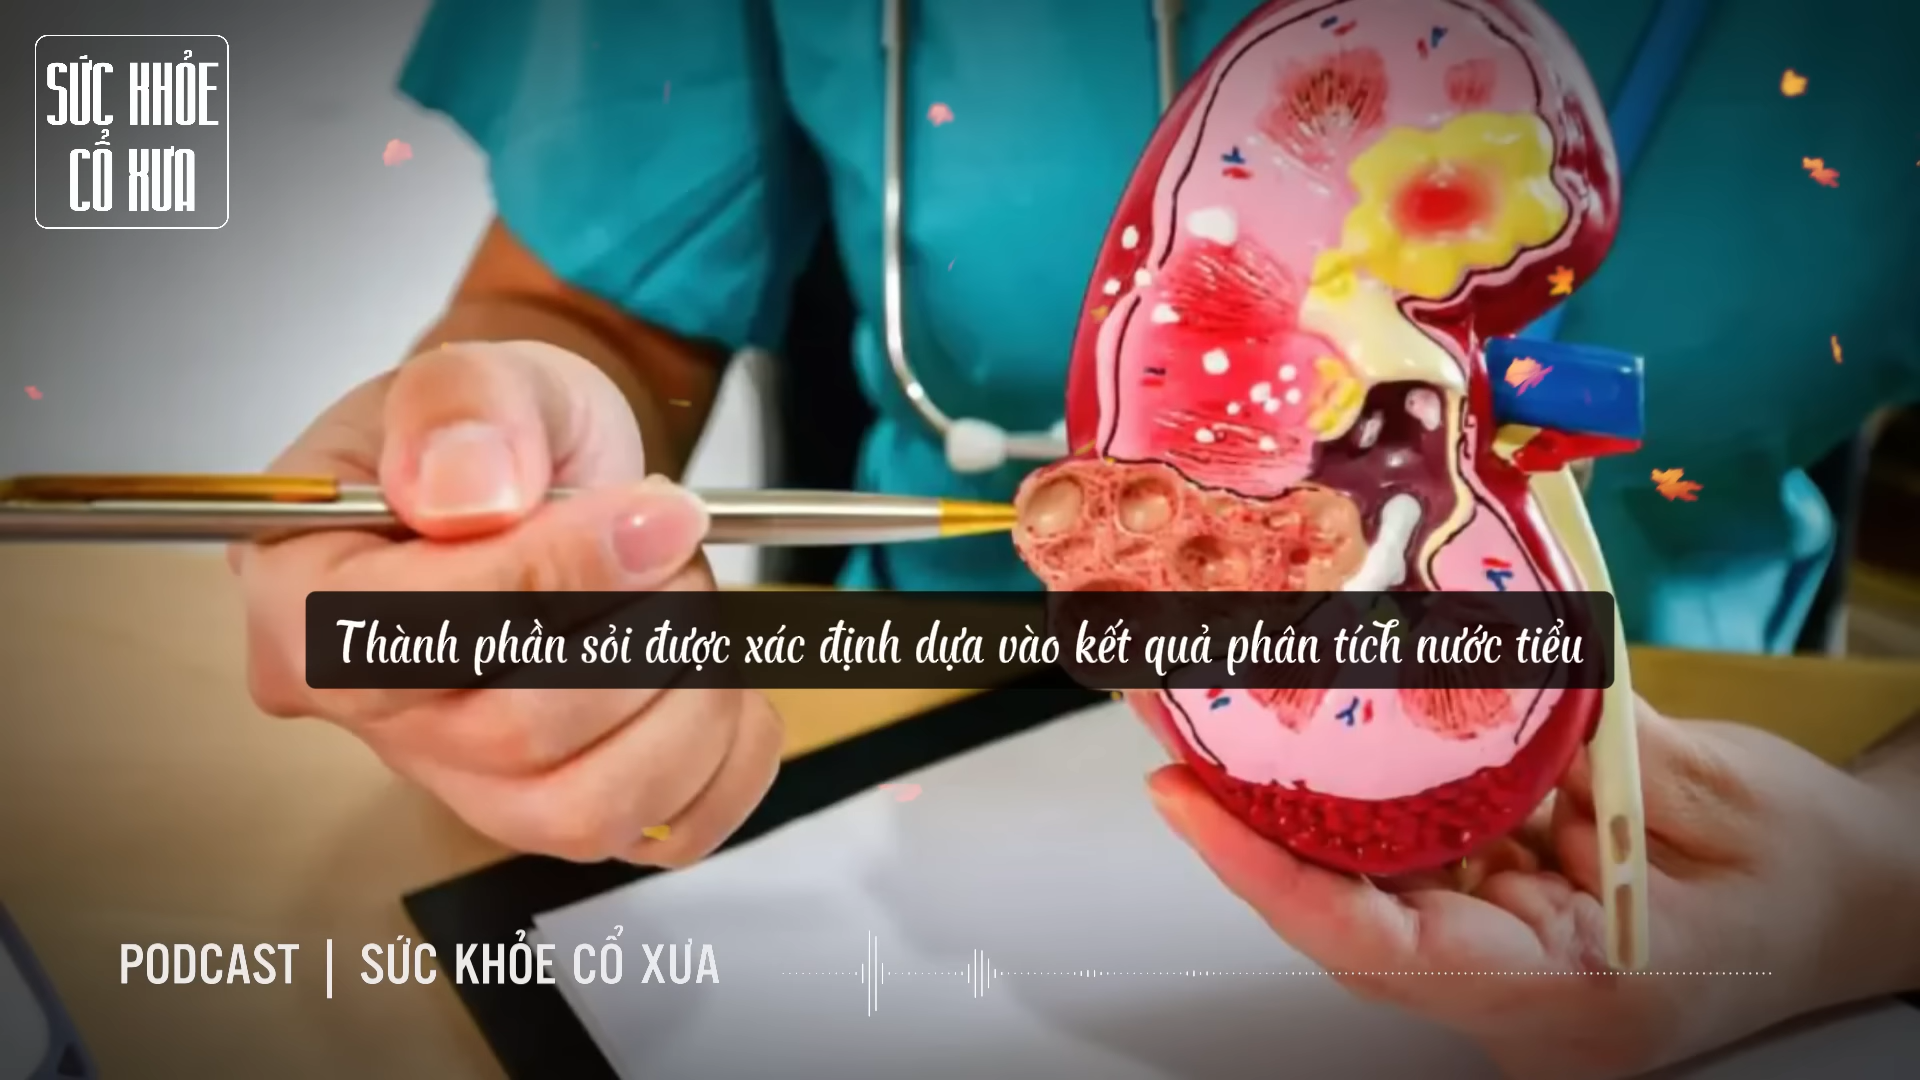 SỨC KHỎE
CỔ XƯA
Thành phần sỏi được xác định dựa vào kết quả phân tích nước tiểu
PODCAST | SỨC KHỎE CỔ XƯA